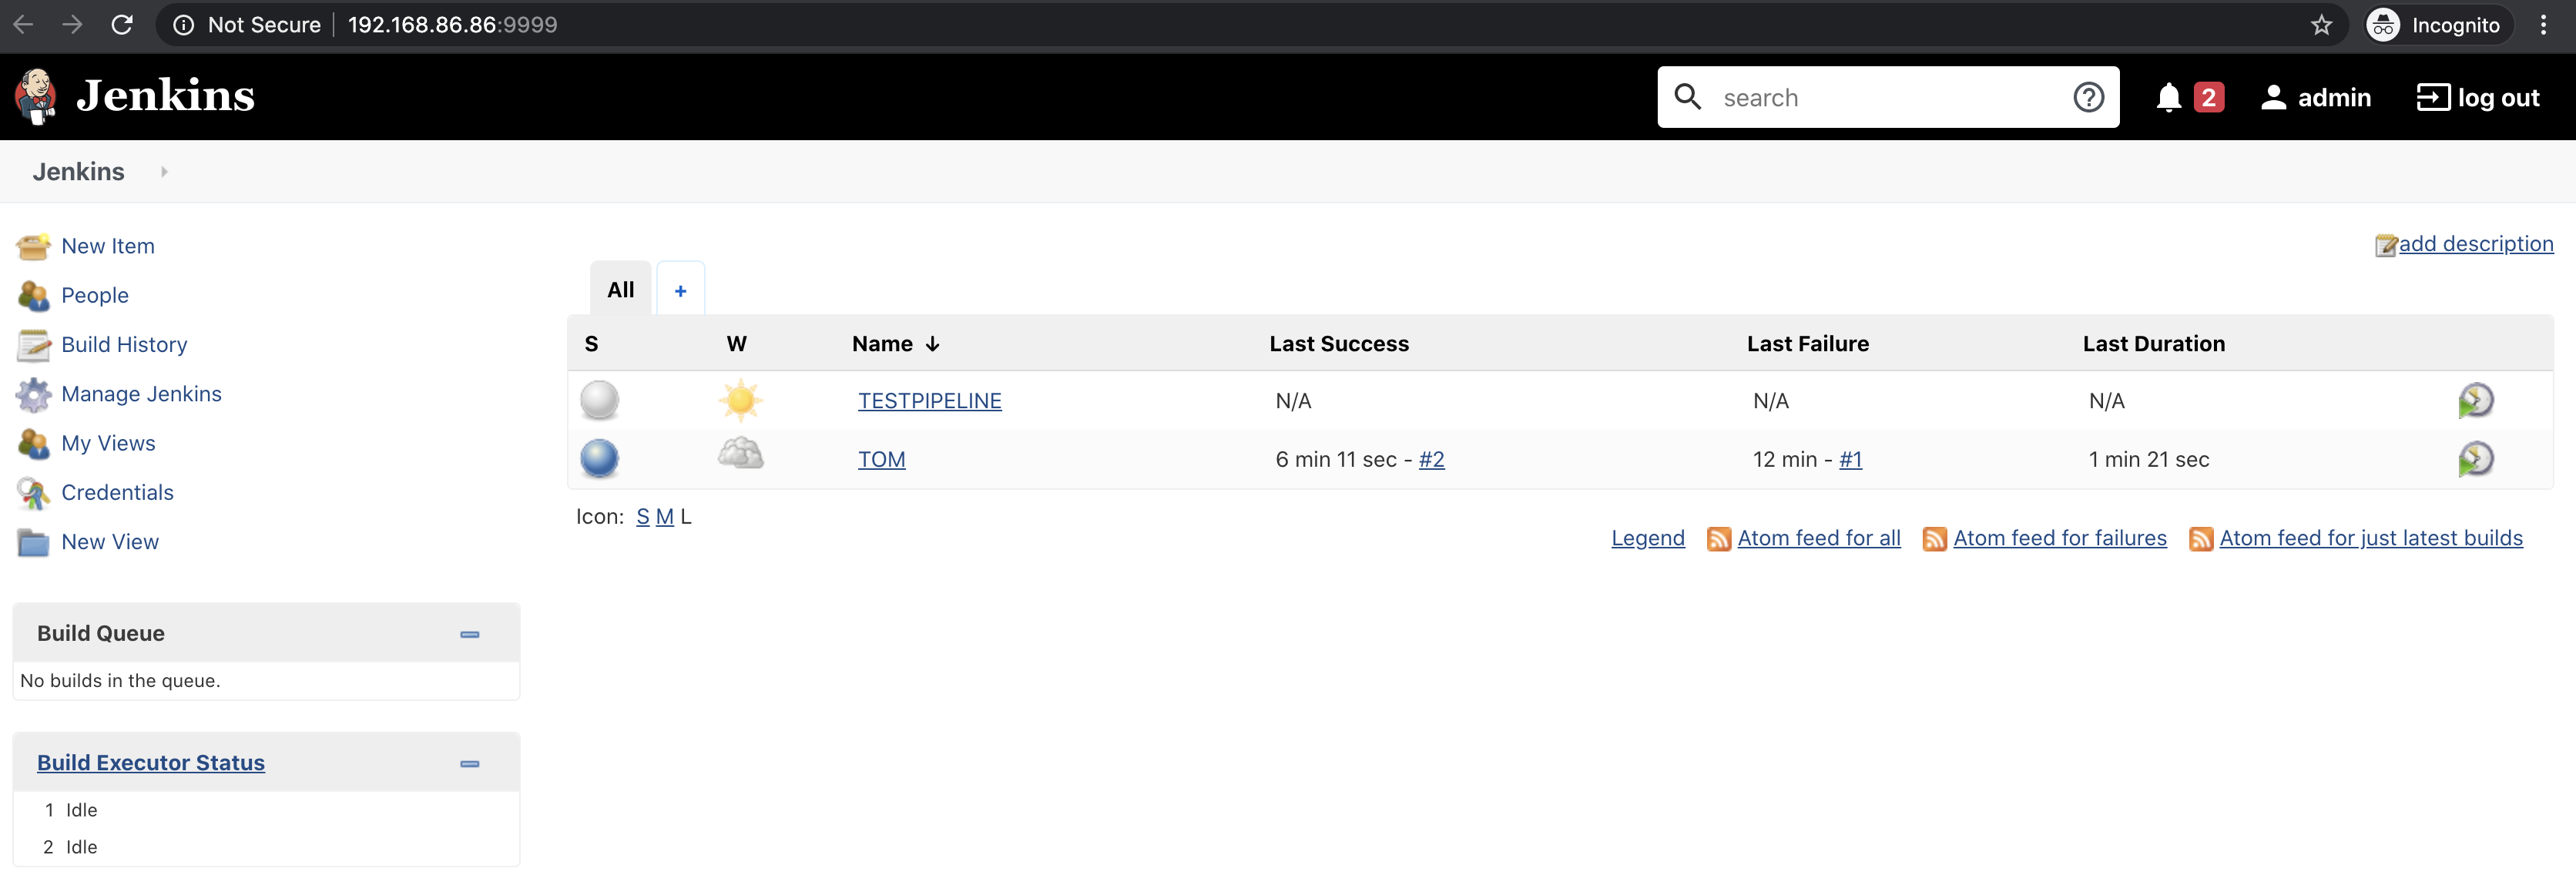 Not Secure 192.168.86.86:9999 Incognito
Jenkins search 2 admin log out
Jenkins
New Item
People
Build History
Manage Jenkins
My Views
Credentials
New View
add description
All +
S W Name ↓ Last Success Last Failure Last Duration
TESTPIPELINE N/A N/A N/A
TOM 6 min 11 sec - #2 12 min - #1 1 min 21 sec
Icon: S M L
Legend Atom feed for all Atom feed for failures Atom feed for just latest builds
Build Queue
No builds in the queue.
Build Executor Status
1 Idle
2 Idle